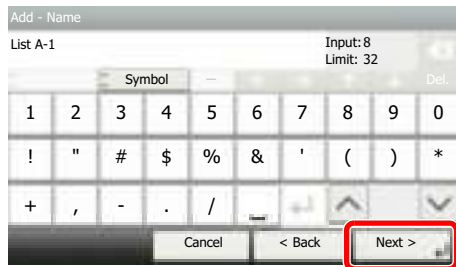 Add - Name
List A-1
Input: 8
Limit: 32
Symbol
Del.
1 2 3 4 5 6 7 8 9 0
! " # $ % & ' ( ) *
+ , - . / _
Cancel < Back Next >